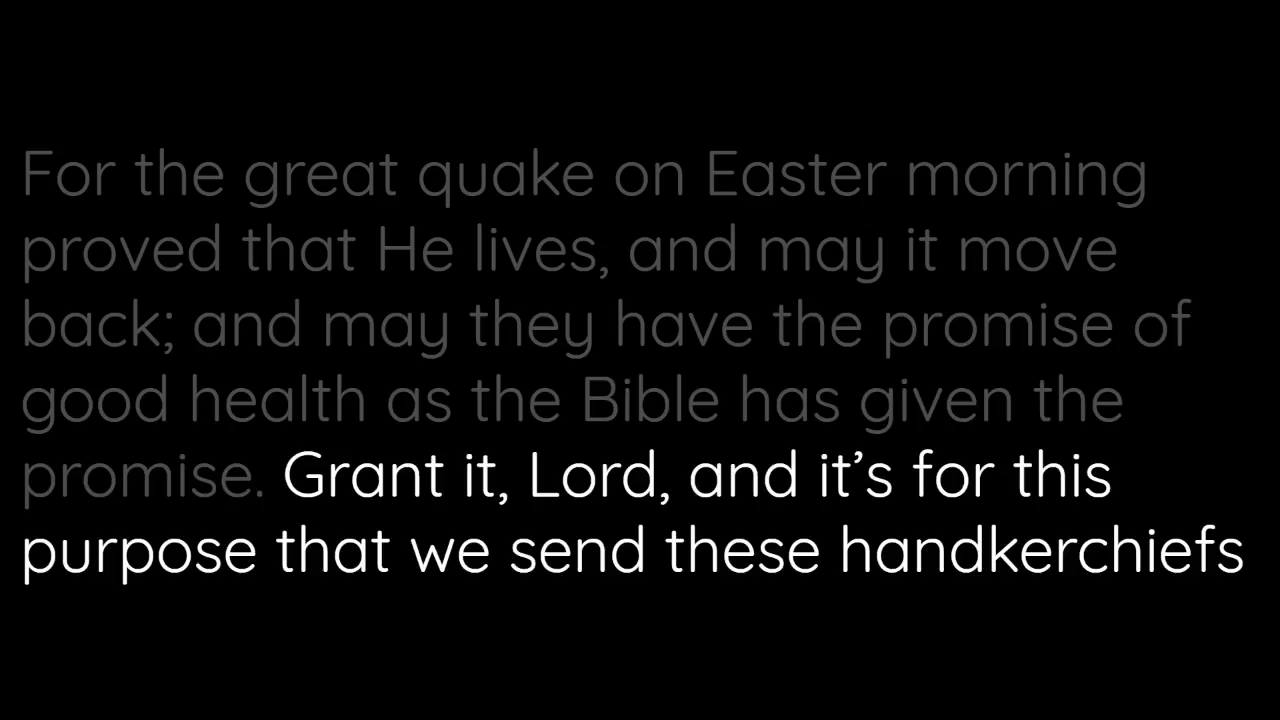 For the great quake on Easter morning
proved that He lives, and may it move
back; and may they have the promise of
good health as the Bible has given the
promise. Grant it, Lord, and it’s for this
purpose that we send these handkerchiefs